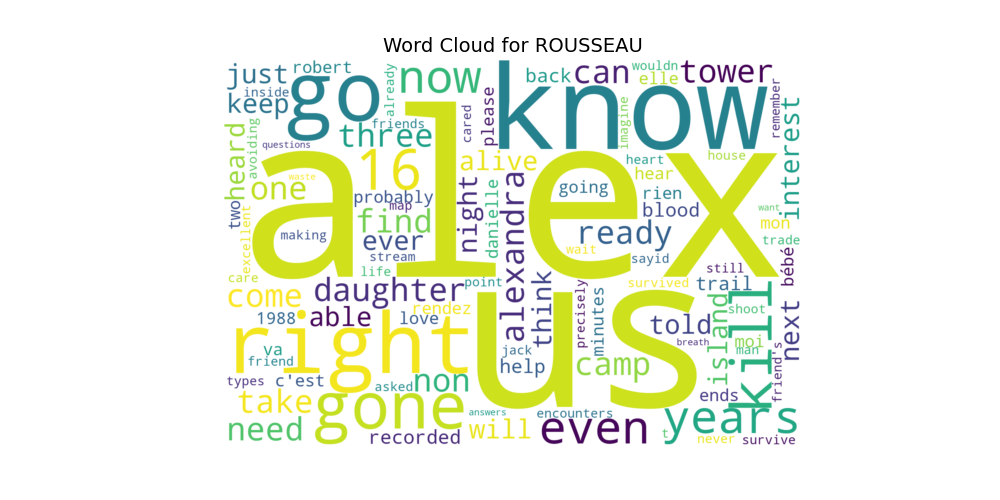 Word Cloud for ROUSSEAU
just
robert
inside
keep
go
already
now
know
back
can
wouldn
elle
tower
remember
friends
three
cared
please
imagine
heard
avoiding
questions
waste
one
16
alex
alive
heart
hear
house
interest
two
probably
map
night
danielle
alexandra
going
rien
blood
want
mon
trade
find
ever
stream
making
excellent
ready
wait
sayid
still
bébé
care
life
point
survived
trail
come
daughter
rendez
us
think
precisely
minutes
told
island
shoot
kill
next
1988
able
love
right
va
friend
jack
help
breath
moi
man
friend's
types
c'est
asked
non
camp
ends
take
gone
answers
encounters
years
need
recorded
will
even
t
never
survive